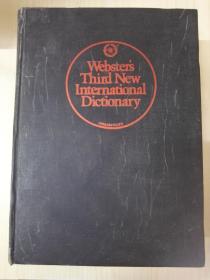 Webster's
Third New
International
Dictionary